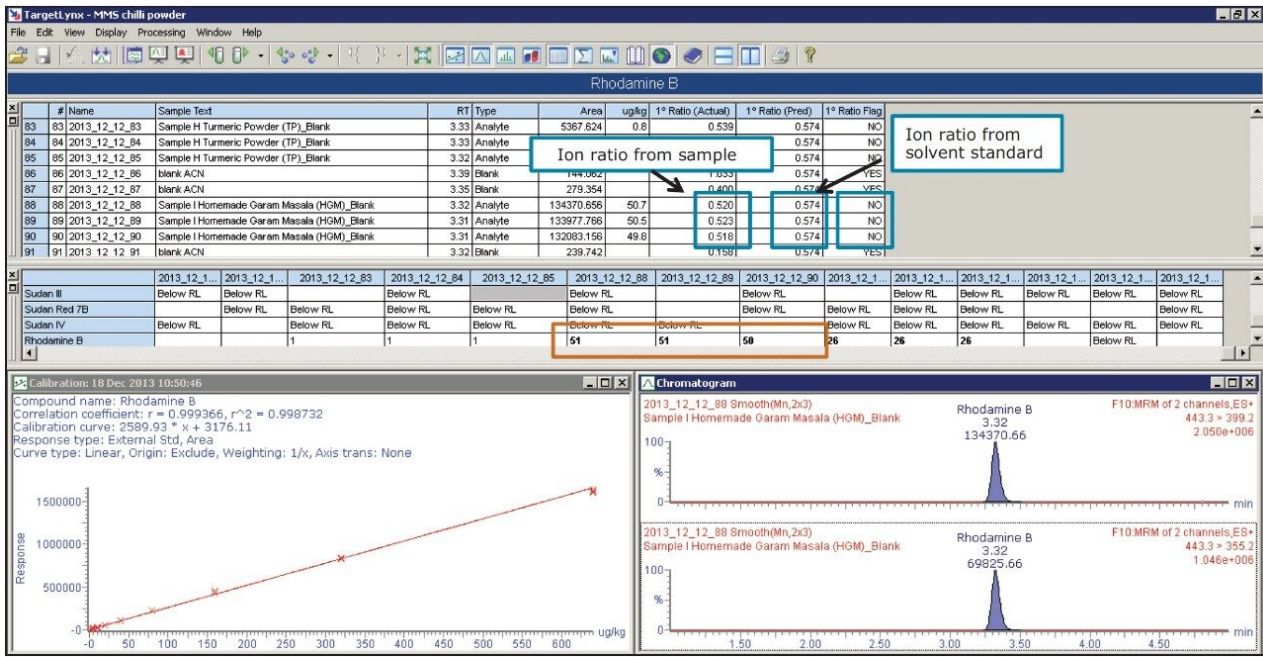 TargetLynx - MMS chilli powder
File Edit View Display Processing Window Help
Rhodamine B
# Name Sample Text RT Type Area ug/kg 1º Ratio (Actual) 1º Ratio (Pred) 1º Ratio Flag
83 83 2013_12_12_83 Sample H Turmeric Powder (TP)_Blank 3.33 Analyte 5367.624 0.8 0.539 0.574 NO
84 84 2013_12_12_84 Sample H Turmeric Powder (TP)_Blank 3.33 Analyte 0.574 NO
85 85 2013_12_12_85 Sample H Turmeric Powder (TP)_Blank 3.32 Analyte 0.574 NO
86 86 2013_12_12_86 blank ACN 3.39 Blank 144.062 1.033 0.574 YES
87 87 2013_12_12_87 blank ACN 3.35 Blank 279.354 0.400 0.574 YES
88 88 2013_12_12_88 Sample I Homemade Garam Masala (HGM)_Blank 3.32 Analyte 134370.656 50.7 0.520 0.574 NO
89 89 2013_12_12_89 Sample I Homemade Garam Masala (HGM)_Blank 3.31 Analyte 133977.766 50.5 0.523 0.574 NO
90 90 2013_12_12_90 Sample I Homemade Garam Masala (HGM)_Blank 3.31 Analyte 132083.156 49.8 0.518 0.574 NO
91 91 2013 12 12 91 blank ACN 3.32 Blank 239.742 0.158 0.574 YES
Ion ratio from sample
Ion ratio from
solvent standard
2013_12_1... 2013_12_1... 2013_12_12_83 2013_12_12_84 2013_12_12_85 2013_12_12_88 2013_12_12_89 2013_12_12_90 2013_12_1... 2013_12_1... 2013_12_1... 2013_12_1... 2013_12_1... 2013_12_1...
Sudan III Below RL Below RL Below RL Below RL Below RL Below RL Below RL Below RL Below RL Below RL
Sudan Red 7B Below RL Below RL Below RL Below RL Below RL Below RL Below RL Below RL Below RL Below RL
Sudan IV Below RL Below RL Below RL Below RL Below RL Below RL Below RL Below RL Below RL Below RL Below RL Below RL
Rhodamine B 1 1 1 51 51 50 26 26 26 Below RL
Calibration: 18 Dec 2013 10:50:46
Compound name: Rhodamine B
Correlation coefficient: r = 0.999366, r^2 = 0.998732
Calibration curve: 2589.93 * x + 3176.11
Response type: External Std, Area
Curve type: Linear, Origin: Exclude, Weighting: 1/x, Axis trans: None
1500000
1000000
500000
-0
Response
-0 50 100 150 200 250 300 350 400 450 500 550 600 ug/kg
Chromatogram
2013_12_12_88 Smooth(Mn,2x3)
Sample I Homemade Garam Masala (HGM)_Blank
Rhodamine B
3.32
134370.66
F10:MRM of 2 channels,ES+
443.3 > 399.2
2.050e+006
100
%
0
min
2013_12_12_88 Smooth(Mn,2x3)
Sample I Homemade Garam Masala (HGM)_Blank
Rhodamine B
3.32
69825.66
F10:MRM of 2 channels,ES+
443.3 > 355.2
1.046e+006
100
%
0
min
1.50 2.00 2.50 3.00 3.50 4.00 4.50